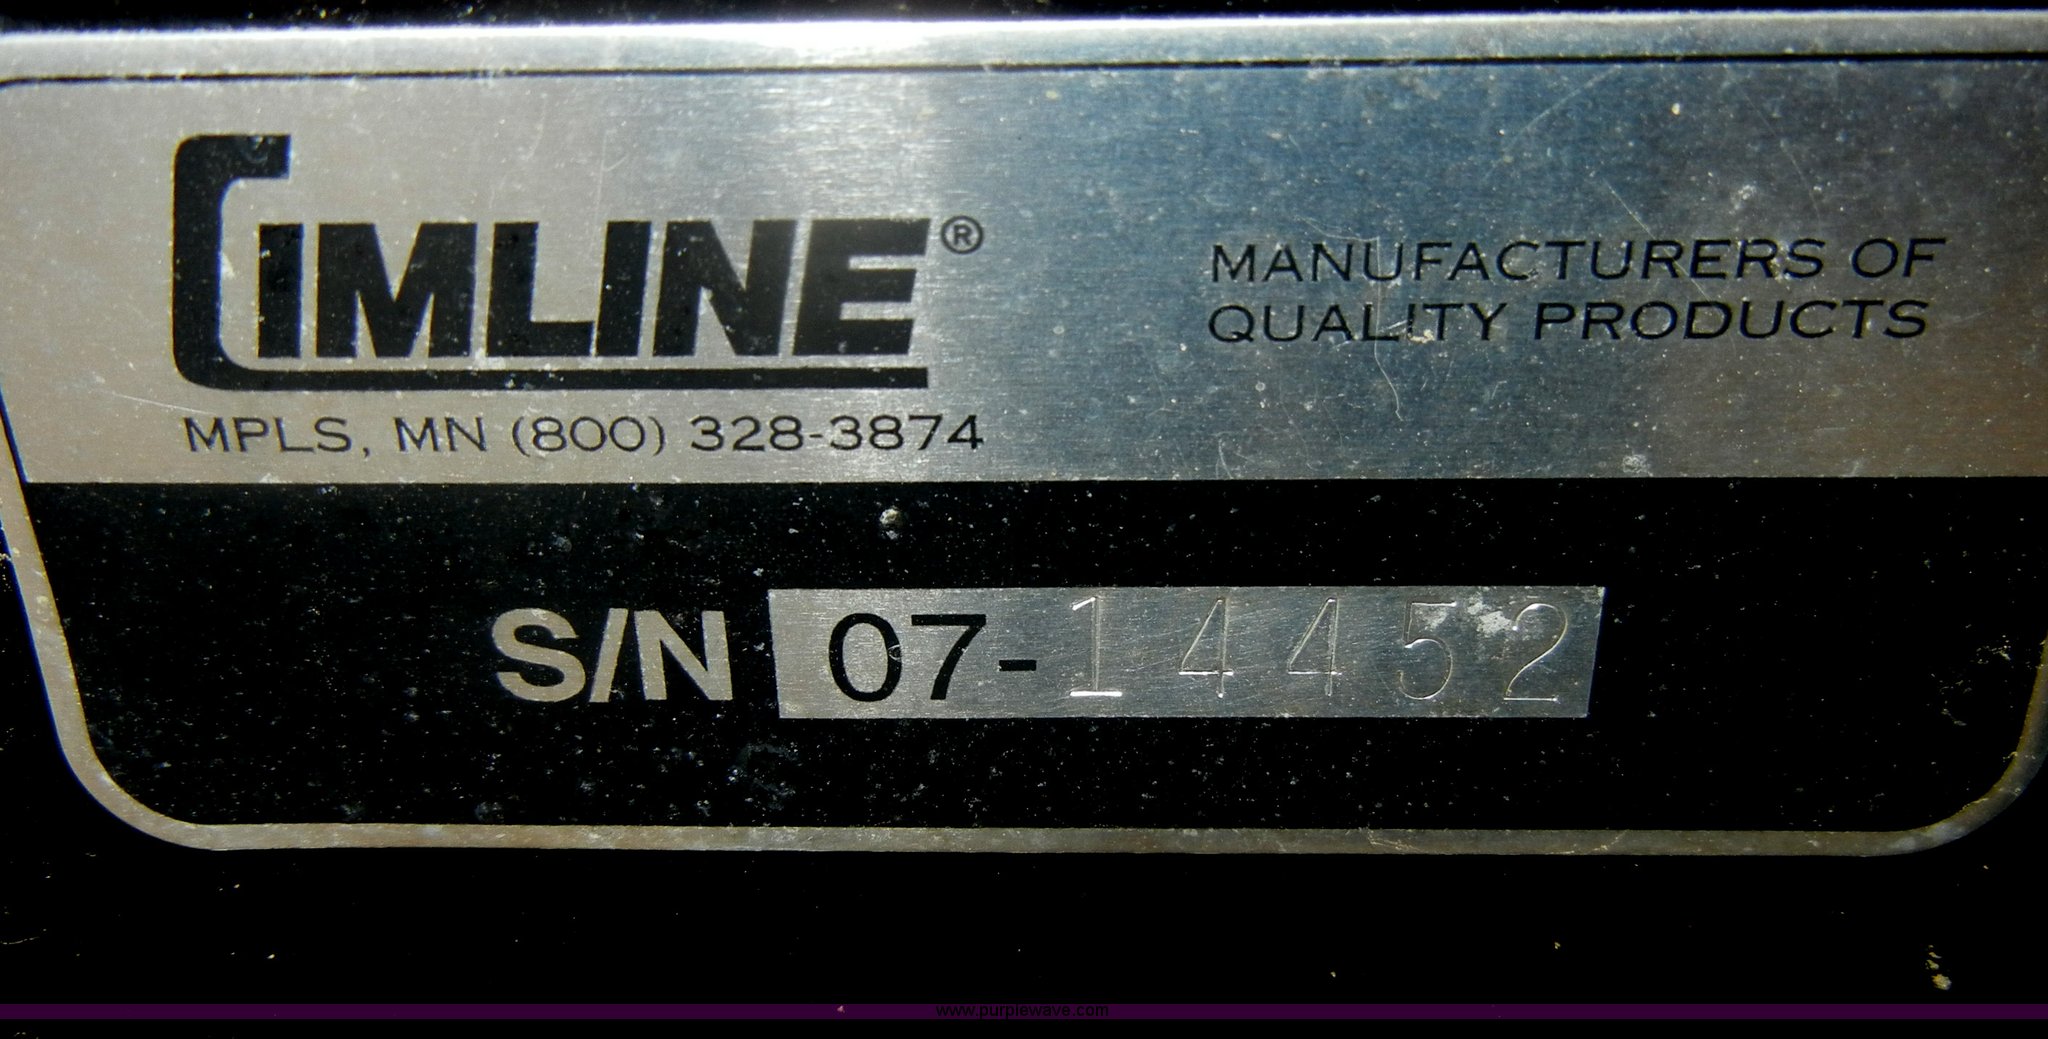 CIMLINE®
MPLS, MN (800) 328-3874
MANUFACTURERS OF
QUALITY PRODUCTS
S/N 07-14452
www.purplewave.com